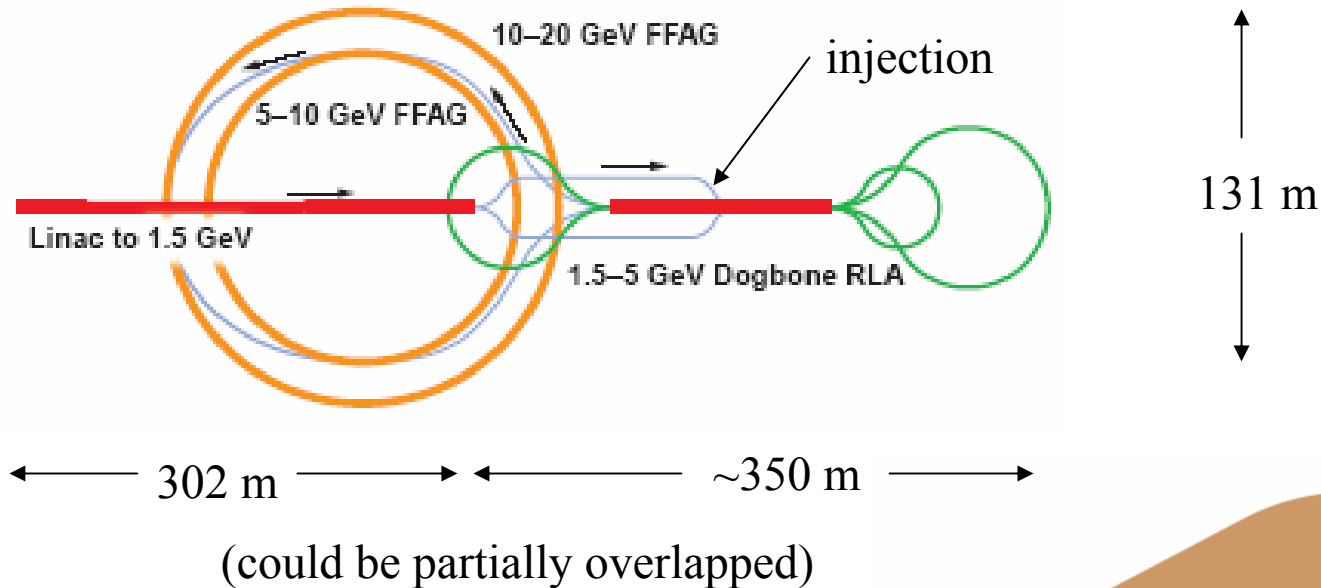 10–20 GeV FFAG
injection
5–10 GeV FFAG
131 m
Linac to 1.5 GeV
1.5–5 GeV Dogbone RLA
302 m
~350 m
(could be partially overlapped)